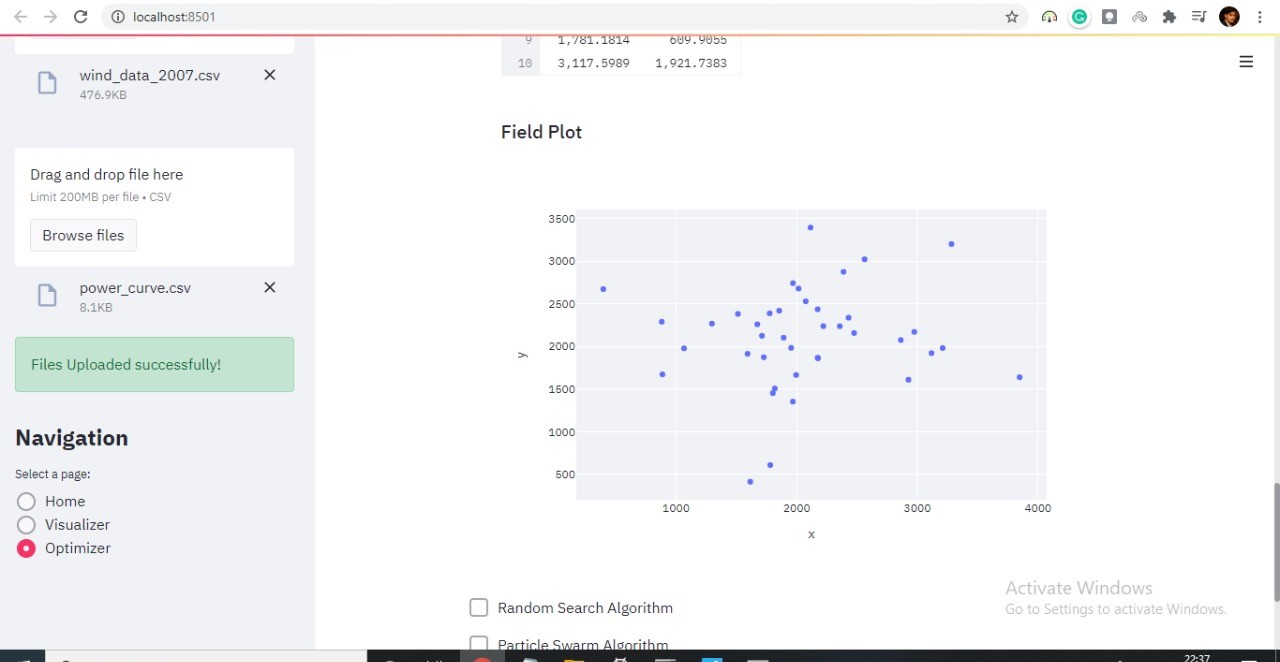 localhost:8501
wind_data_2007.csv
476.9KB
Drag and drop file here
Limit 200MB per file • CSV
Browse files
power_curve.csv
8.1KB
Files Uploaded successfully!
Navigation
Select a page:
Home
Visualizer
Optimizer
9 1,781.1814 609.9055
10 3,117.5989 1,921.7383
Field Plot
3500
3000
2500
2000
1500
1000
500
y
1000 2000 3000 4000
x
Random Search Algorithm
Particle Swarm Algorithm
Activate Windows
Go to Settings to activate Windows.
22:37